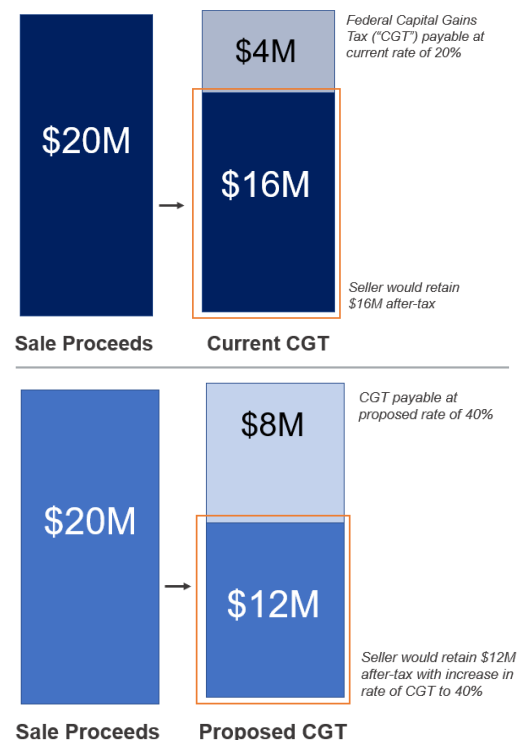 Federal Capital Gains
Tax (“CGT”) payable at
current rate of 20%
$4M
$20M
$16M
Seller would retain
$16M after-tax
Sale Proceeds
Current CGT
CGT payable at
proposed rate of 40%
$8M
$20M
$12M
Seller would retain $12M
after-tax with increase in
rate of CGT to 40%
Sale Proceeds
Proposed CGT